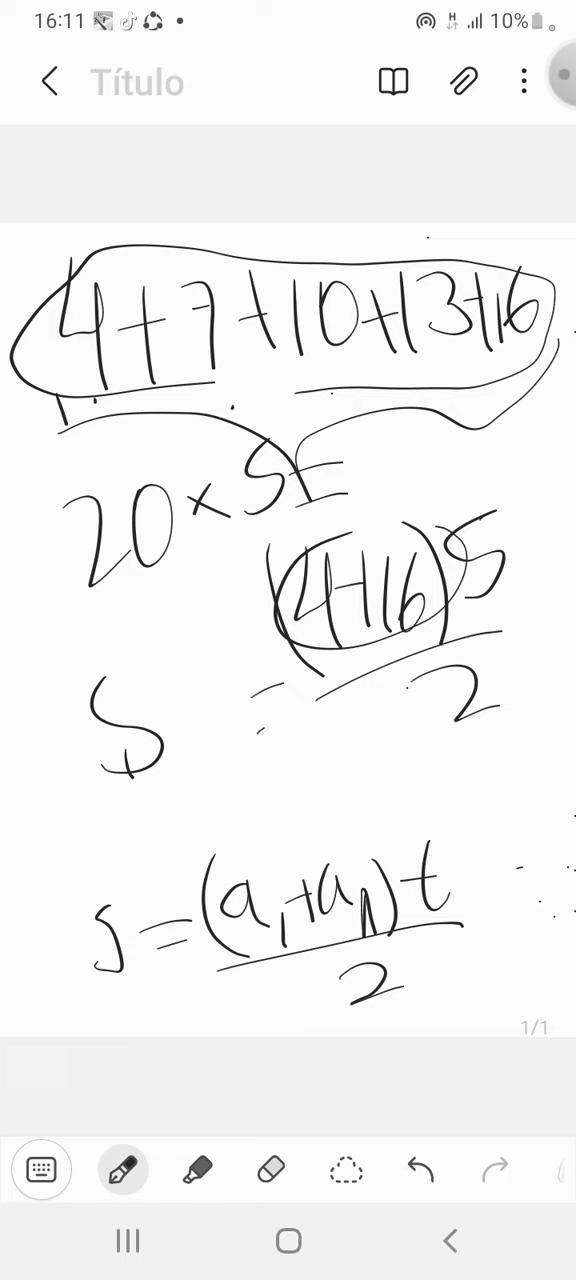 16:11 H 10%
Título
4+7+10+13+16
20×5=
(4+16)5
S =
2
S=(a₁+aₙ)t
2
1/1